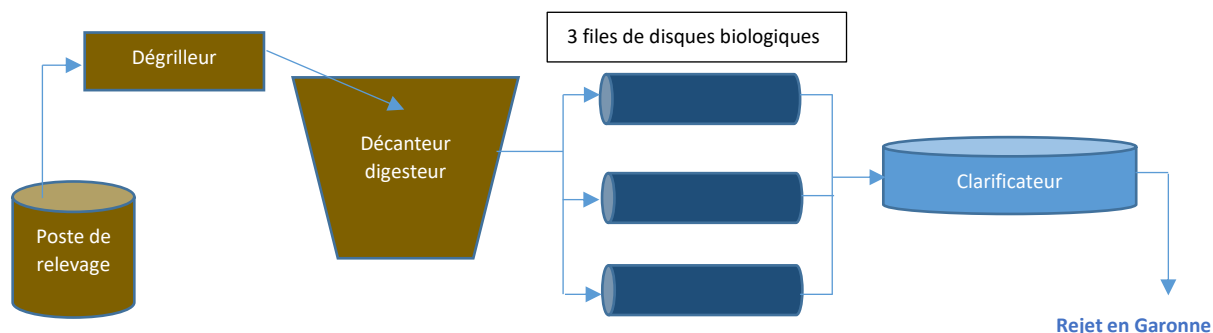 3 files de disques biologiques
Dégrilleur
Décanteur
digesteur
Clarificateur
Poste de
relevage
Rejet en Garonne